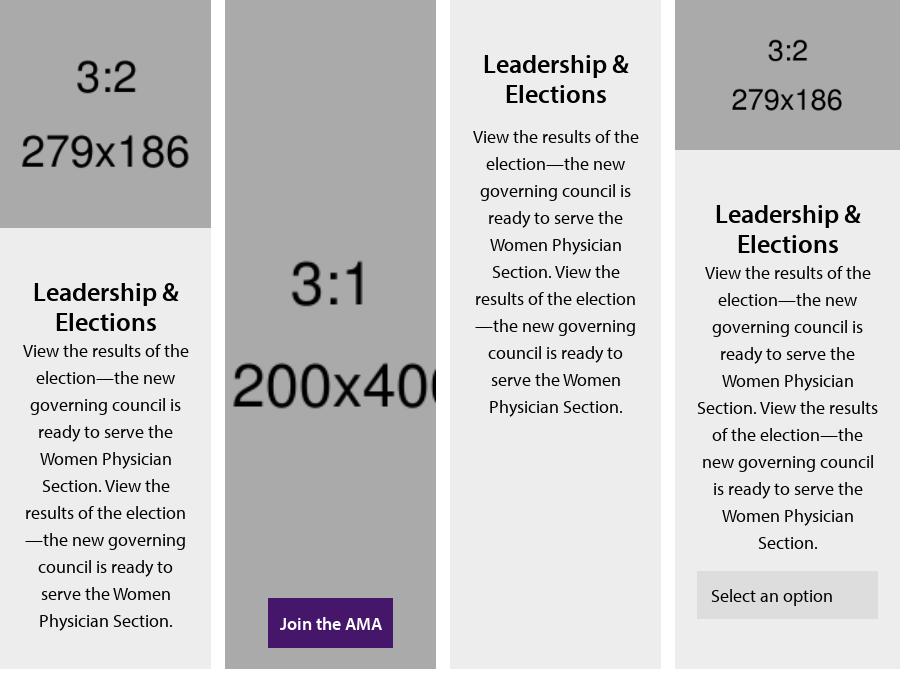 3:2
279x186
Leadership &
Elections
View the results of the
election—the new
governing council is
ready to serve the
Women Physician
Section. View the
results of the election
—the new governing
council is ready to
serve the Women
Physician Section.
3:1
200x400
Join the AMA
Leadership &
Elections
View the results of the
election—the new
governing council is
ready to serve the
Women Physician
Section. View the
results of the election
—the new governing
council is ready to
serve the Women
Physician Section.
3:2
279x186
Leadership &
Elections
View the results of the
election—the new
governing council is
ready to serve the
Women Physician
Section. View the results
of the election—the
new governing council
is ready to serve the
Women Physician
Section.
Select an option